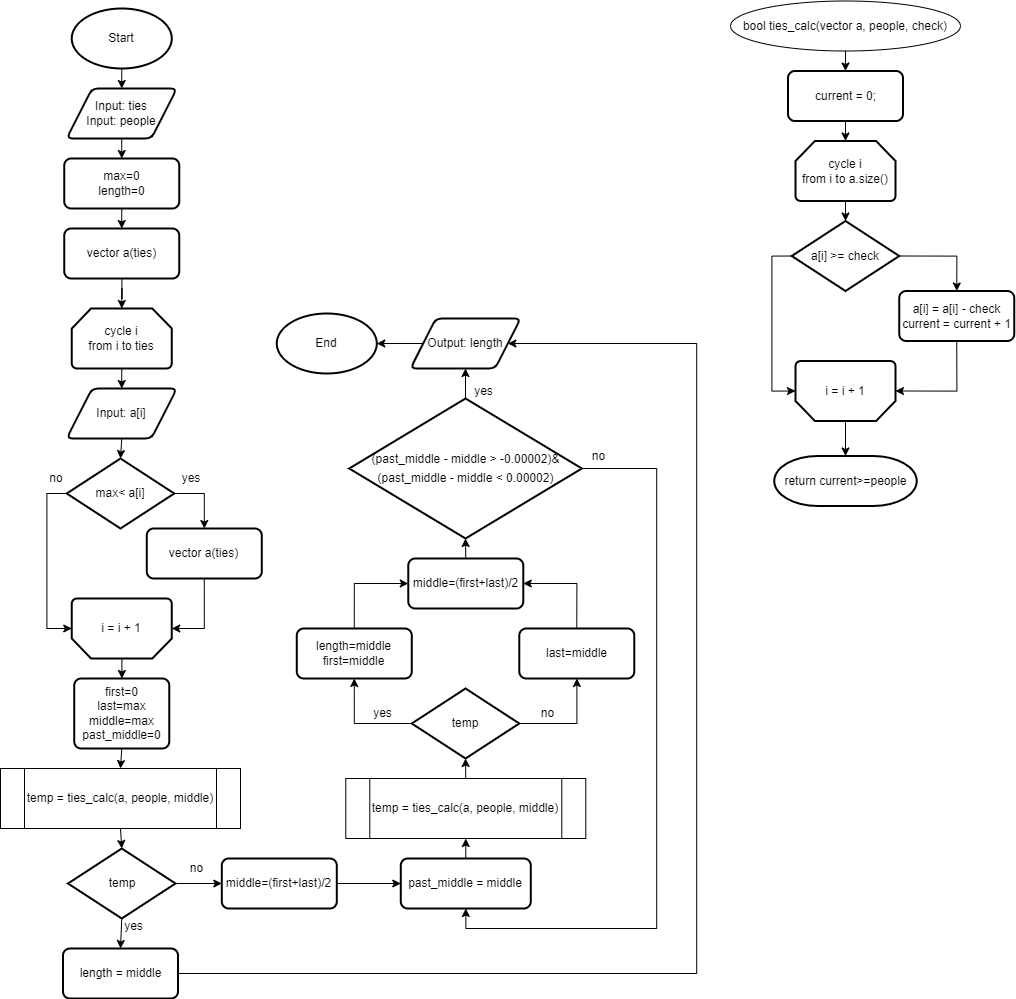 Start
Input: ties
Input: people
max=0
length=0
vector a(ties)
cycle i
from i to ties
Input: a[i]
max< a[i]
no
yes
vector a(ties)
i = i + 1
first=0
last=max
middle=max
past_middle=0
temp = ties_calc(a, people, middle)
temp
no
yes
middle=(first+last)/2
length = middle
past_middle = middle
temp = ties_calc(a, people, middle)
temp
yes
no
length=middle
first=middle
last=middle
middle=(first+last)/2
(past_middle - middle > -0.00002)&
(past_middle - middle < 0.00002)
yes
no
Output: length
End
bool ties_calc(vector a, people, check)
current = 0;
cycle i
from i to a.size()
a[i] >= check
a[i] = a[i] - check
current = current + 1
i = i + 1
return current>=people